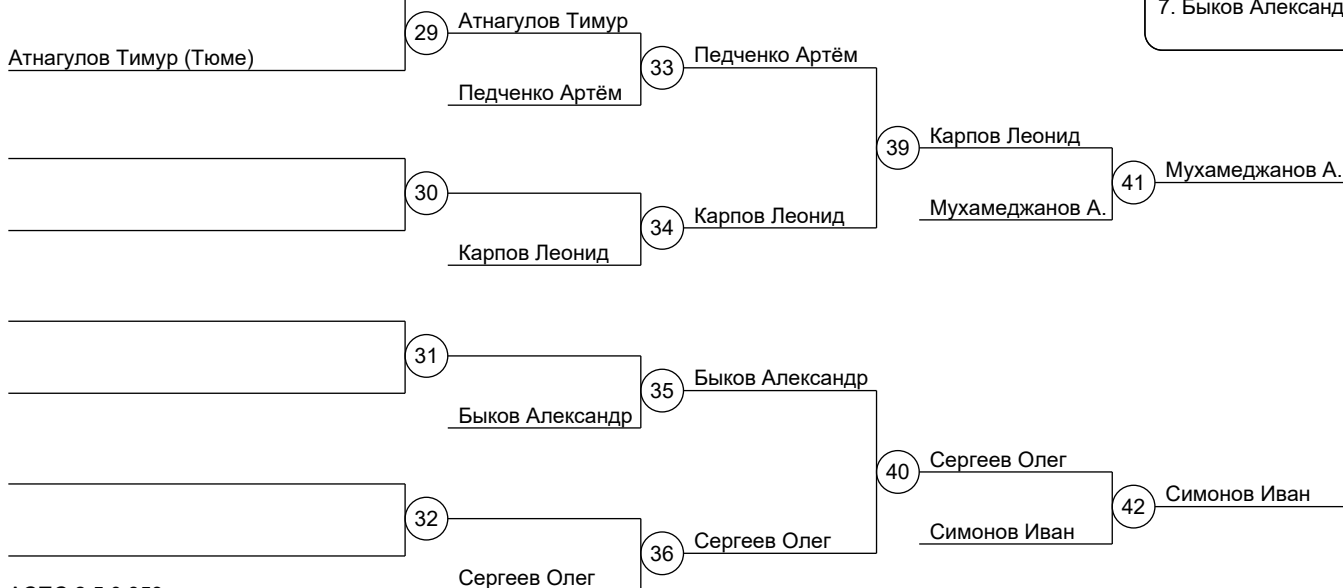 7. Быков Александ
29 Атнагулов Тимур
Атнагулов Тимур (Тюме)
33 Педченко Артём
Педченко Артём
39 Карпов Леонид
41 Мухамеджанов А.
30
Мухамеджанов А.
34 Карпов Леонид
Карпов Леонид
31
35 Быков Александр
Быков Александр
40 Сергеев Олег
42 Симонов Иван
32
Симонов Иван
36 Сергеев Олег
Сергеев Олег